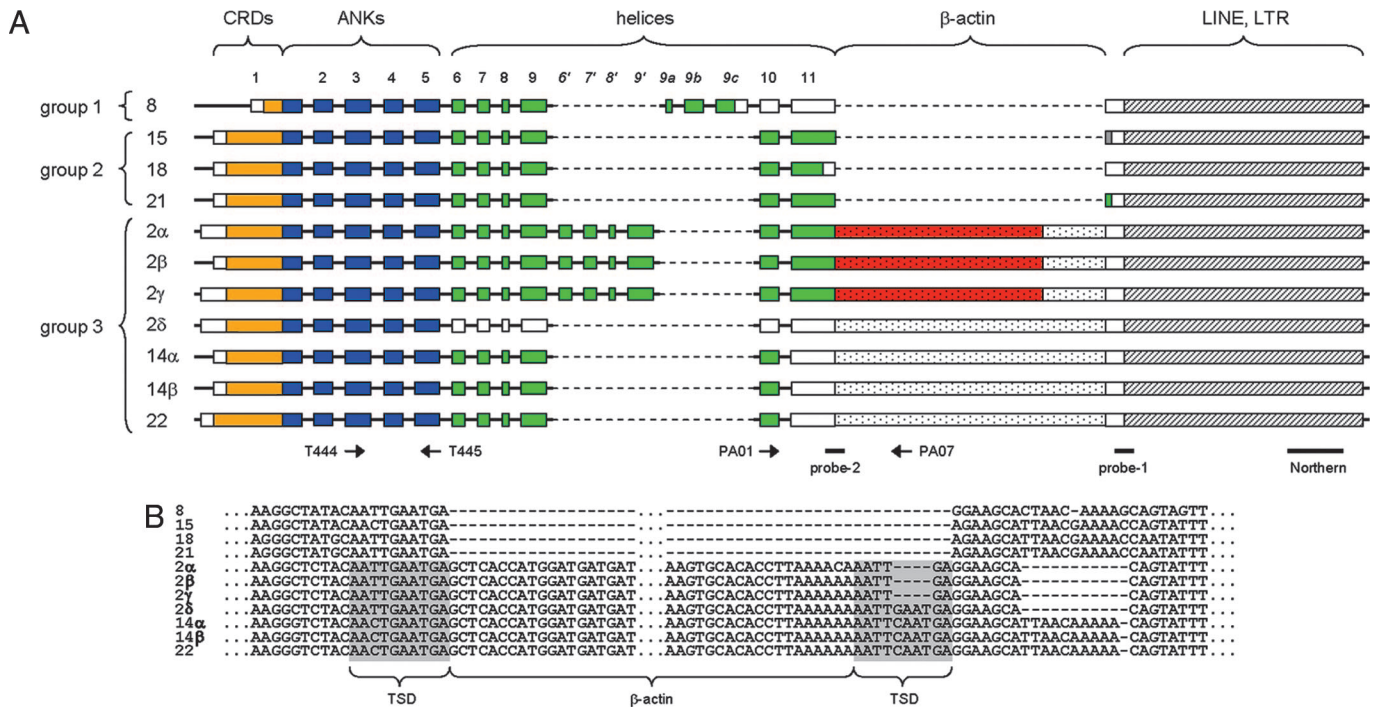 A
CRDs ANKs helices β-actin LINE, LTR
1 2 3 4 5 6 7 8 9 6' 7' 8' 9' 9a 9b 9c 10 11
group 1 8
15
group 2 18
21
2α
2β
2γ
group 3 2δ
14α
14β
22
T444 T445 PA01 probe-2 PA07 probe-1 Northern
B
8 ...AAGGCTATACAATTGAATGA-------------------...-----------------------------GGAAGCACTAAC-AAAAGCAGTAGTT...
15 ...AAGGCTATACAACTGAATGA-------------------...-----------------------------AGAAGCATTAACGAAAACCAGTATTT...
18 ...AGGGCTATGCAATTGAATGA-------------------...-----------------------------AGAAGCATTAACGAAAACCAATATTT...
21 ...AAGGCTATGCAATTGAATGA-------------------...-----------------------------AGAAGCATTAACGAAAACCAATATTT...
2α ...AAGGCTCTACAATTGAATGAGCTCACCATGGATGATGAT...AAGTGCACACCTTAAAACAAATT----GAGGAAGCA-----------CAGTATTT...
2β ...AAGGCTCTACAATTGAATGAGCTCACCATGGATGATGAT...AAGTGCACACCTTAAAAAAAATT----GAGGAAGCA-----------CAGTATTT...
2γ ...AAGGCTCTACAATTGAATGAGCTCACCATGGATGATGAT...AAGTGCACACCTTAAAAAAAATT----GAGGAAGCA-----------CAGTATTT...
2δ ...AAGGCTCTACAATTGAATGAGCTCACCATGGATGATGAT...AAGTGCACACCTTAAAAAAAATTGAATGAGGAAGCA-----------CAGTATTT...
14α ...AAGGGTCTACAACTGAATGAGCTCACCATGGATGATGAT...AAGTGCACACCTTAAAAAAAATTCAATGAGGAAGCATTAACAAAAA-CAGTATTT...
14β ...AAGGGTCTACAACTGAATGAGCTCACCATGGATGATGAT...AAGTGCACACCTTAAAAAAAATTCAATGAGGAAGCATTAACAAAAA-CAGTATTT...
22 ...AAGGGTCTACAACTGAATGAGCTCACCATGGATGATGAT...AAGTGCACACCTTAAAAAAAATTCAATGAGGAAGCATTAACAAAAA-CAGTATTT...
TSD β-actin TSD